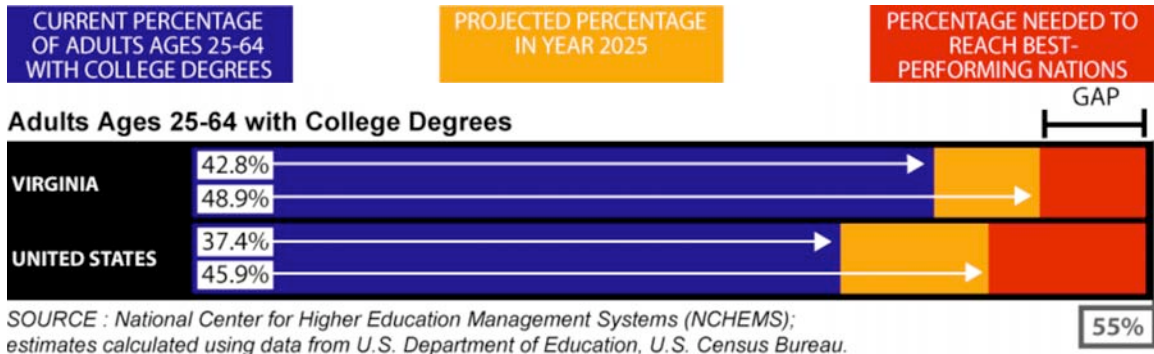 CURRENT PERCENTAGE
OF ADULTS AGES 25-64
WITH COLLEGE DEGREES
PROJECTED PERCENTAGE
IN YEAR 2025
PERCENTAGE NEEDED TO
REACH BEST-
PERFORMING NATIONS
GAP
Adults Ages 25-64 with College Degrees
VIRGINIA
42.8%
48.9%
UNITED STATES
37.4%
45.9%
SOURCE : National Center for Higher Education Management Systems (NCHEMS);
estimates calculated using data from U.S. Department of Education, U.S. Census Bureau.
55%